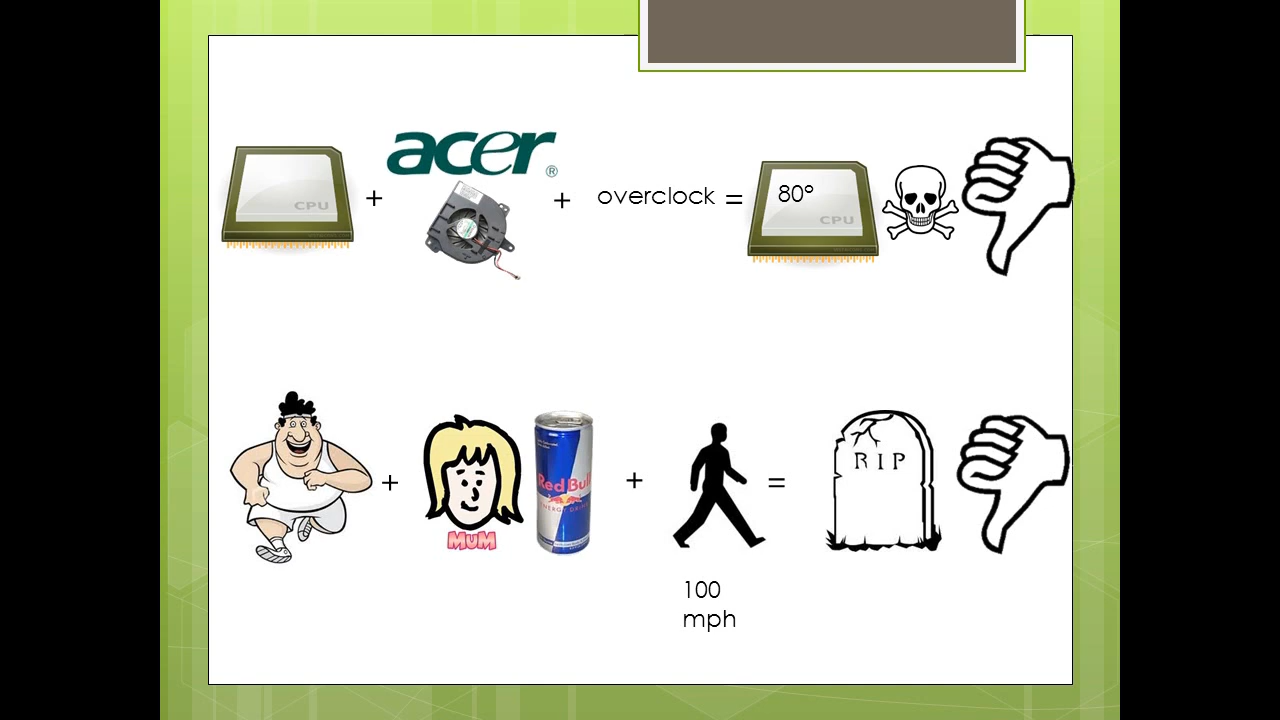 acer®
CPU + + overclock = 80° CPU
+ MUM Red Bull ENERGY DRINK + = RIP
100
mph